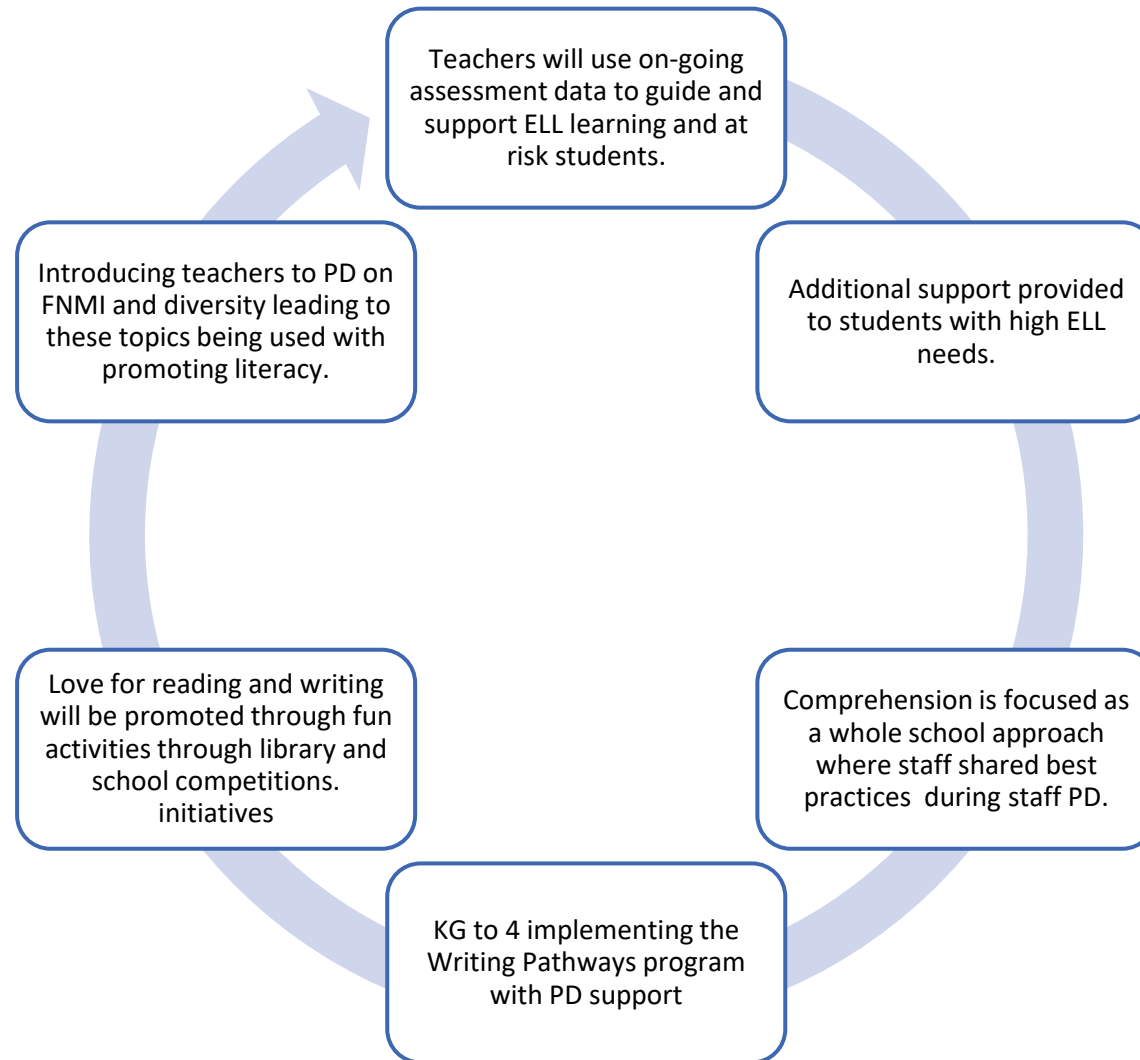 Teachers will use on-going
assessment data to guide and
support ELL learning and at
risk students.
Additional support provided
to students with high ELL
needs.
Comprehension is focused as
a whole school approach
where staff shared best
practices during staff PD.
KG to 4 implementing the
Writing Pathways program
with PD support
Love for reading and writing
will be promoted through fun
activities through library and
school competitions.
initiatives
Introducing teachers to PD on
FNMI and diversity leading to
these topics being used with
promoting literacy.